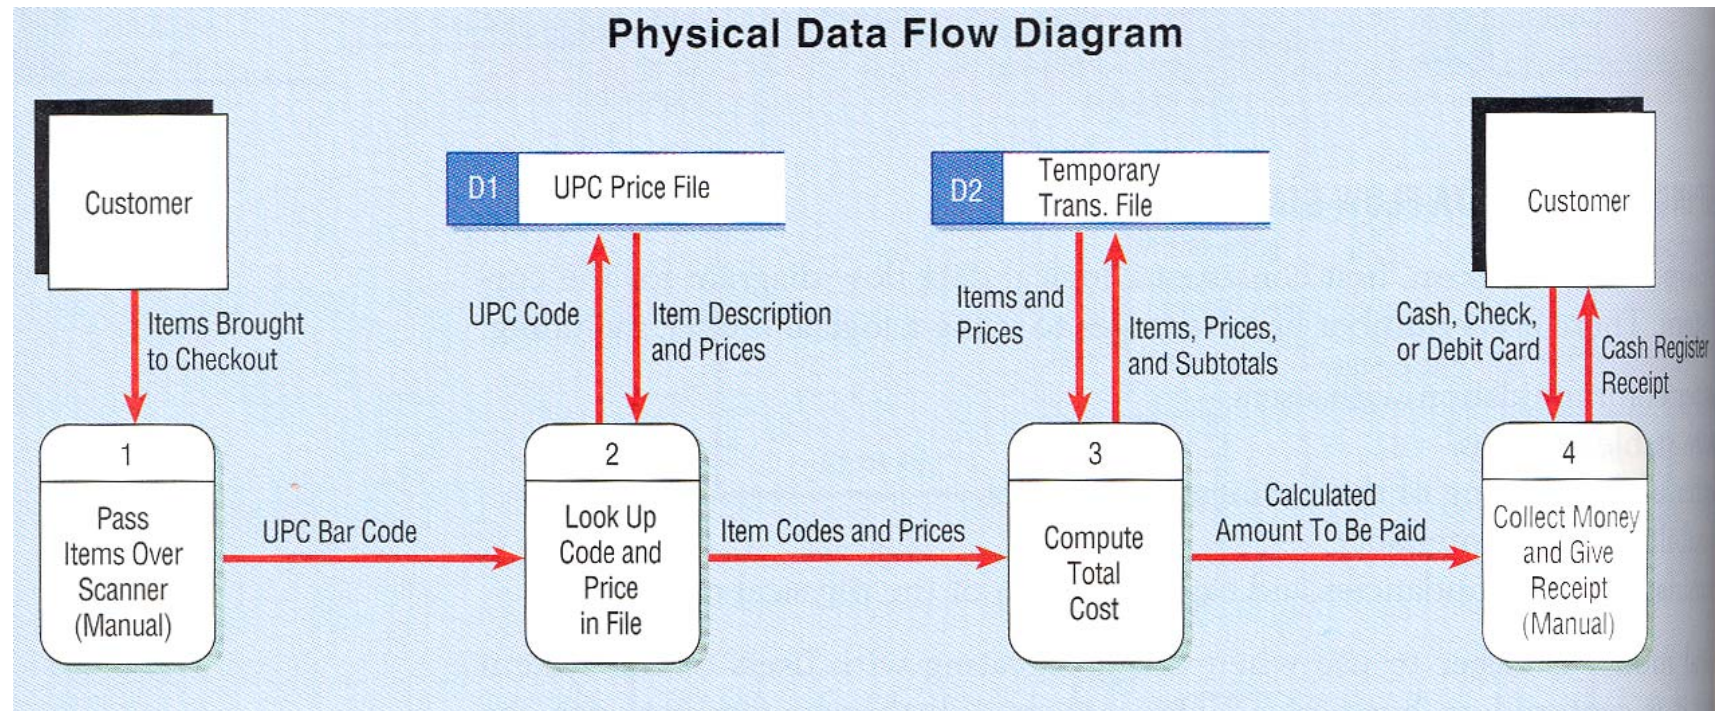 Physical Data Flow Diagram
Customer
D1
UPC Price File
D2
Temporary
Trans. File
Customer
Items Brought
to Checkout
UPC Code
Item Description
and Prices
Items and
Prices
Items, Prices,
and Subtotals
Cash, Check,
or Debit Card
Cash Register
Receipt
1
Pass
Items Over
Scanner
(Manual)
UPC Bar Code
2
Look Up
Code and
Price
in File
Item Codes and Prices
3
Compute
Total
Cost
Calculated
Amount To Be Paid
4
Collect Money
and Give
Receipt
(Manual)